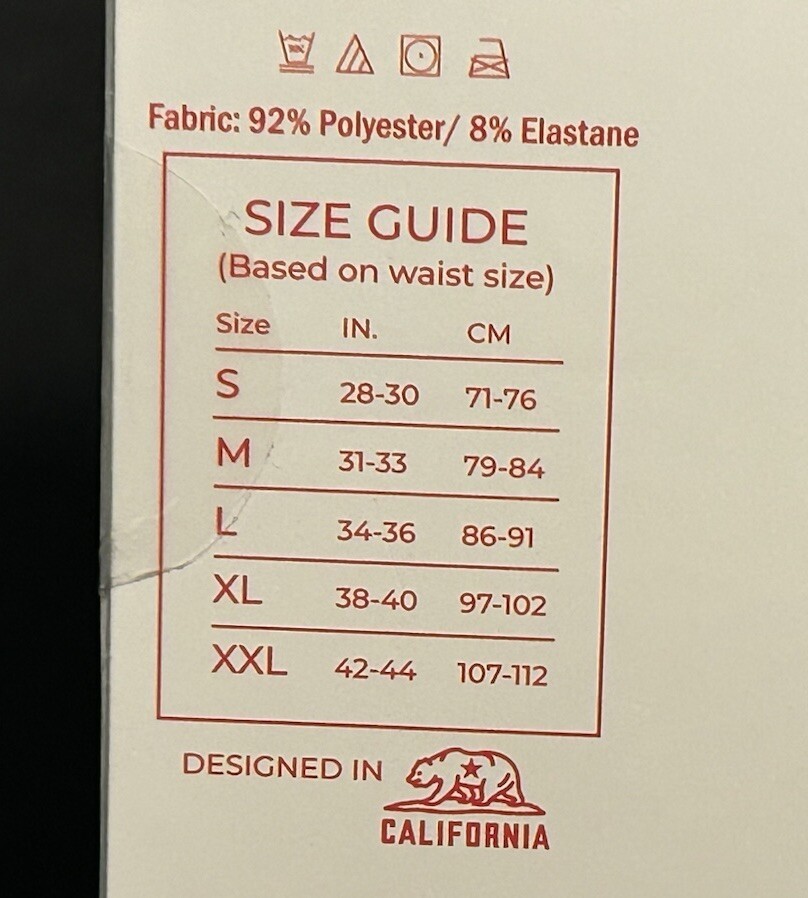 Fabric: 92% Polyester/ 8% Elastane
SIZE GUIDE
(Based on waist size)
Size IN. CM
S 28-30 71-76
M 31-33 79-84
L 34-36 86-91
XL 38-40 97-102
XXL 42-44 107-112
DESIGNED IN
CALIFORNIA